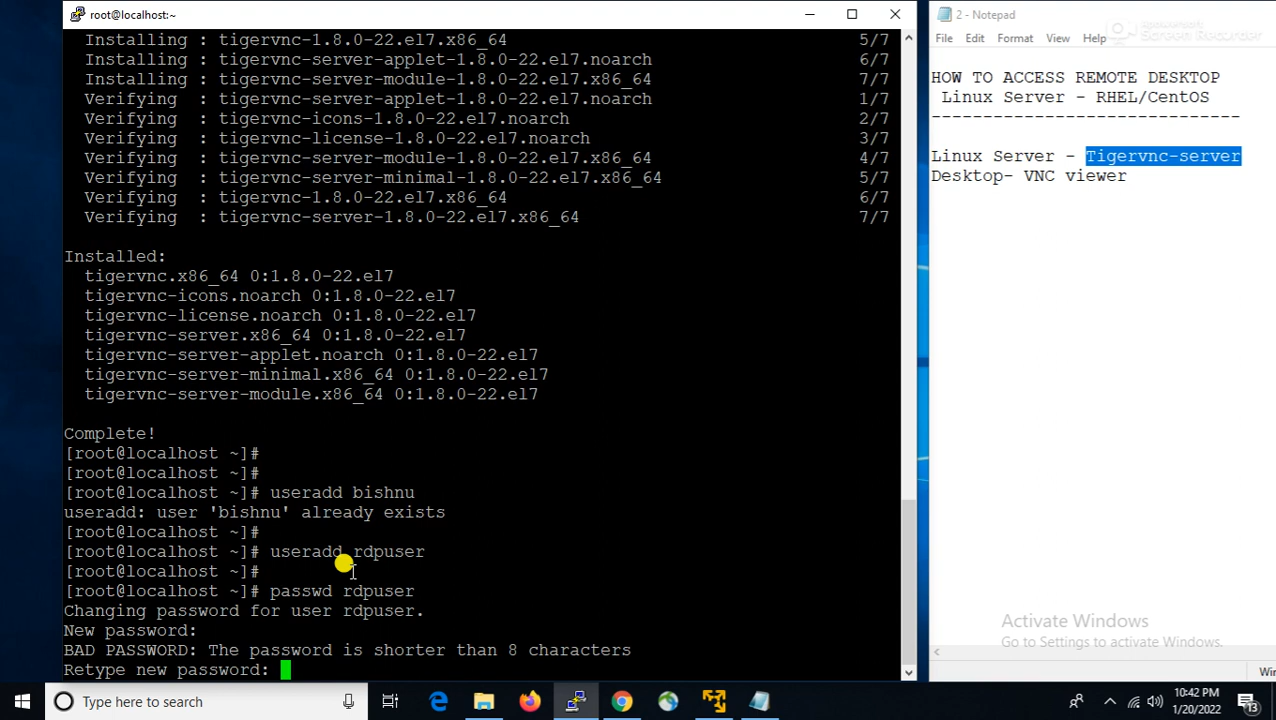 root@localhost:~
Installing : tigervnc-1.8.0-22.el7.x86_64 5/7
Installing : tigervnc-server-applet-1.8.0-22.el7.noarch 6/7
Installing : tigervnc-server-module-1.8.0-22.el7.x86_64 7/7
Verifying : tigervnc-server-applet-1.8.0-22.el7.noarch 1/7
Verifying : tigervnc-icons-1.8.0-22.el7.noarch 2/7
Verifying : tigervnc-license-1.8.0-22.el7.noarch 3/7
Verifying : tigervnc-server-module-1.8.0-22.el7.x86_64 4/7
Verifying : tigervnc-server-minimal-1.8.0-22.el7.x86_64 5/7
Verifying : tigervnc-1.8.0-22.el7.x86_64 6/7
Verifying : tigervnc-server-1.8.0-22.el7.x86_64 7/7
Installed:
tigervnc.x86_64 0:1.8.0-22.el7
tigervnc-icons.noarch 0:1.8.0-22.el7
tigervnc-license.noarch 0:1.8.0-22.el7
tigervnc-server.x86_64 0:1.8.0-22.el7
tigervnc-server-applet.noarch 0:1.8.0-22.el7
tigervnc-server-minimal.x86_64 0:1.8.0-22.el7
tigervnc-server-module.x86_64 0:1.8.0-22.el7
Complete!
[root@localhost ~]#
[root@localhost ~]#
[root@localhost ~]# useradd bishnu
useradd: user 'bishnu' already exists
[root@localhost ~]#
[root@localhost ~]# useradd rdpuser
[root@localhost ~]#
[root@localhost ~]# passwd rdpuser
Changing password for user rdpuser.
New password:
BAD PASSWORD: The password is shorter than 8 characters
Retype new password:
2 - Notepad
File Edit Format View Help
Screen Recorder
HOW TO ACCESS REMOTE DESKTOP
Linux Server - RHEL/CentOS
------------------------------
Linux Server - Tigervnc-server
Desktop- VNC viewer
Activate Windows
Go to Settings to activate Windows.
Win
Type here to search
10:42 PM
1/20/2022
13